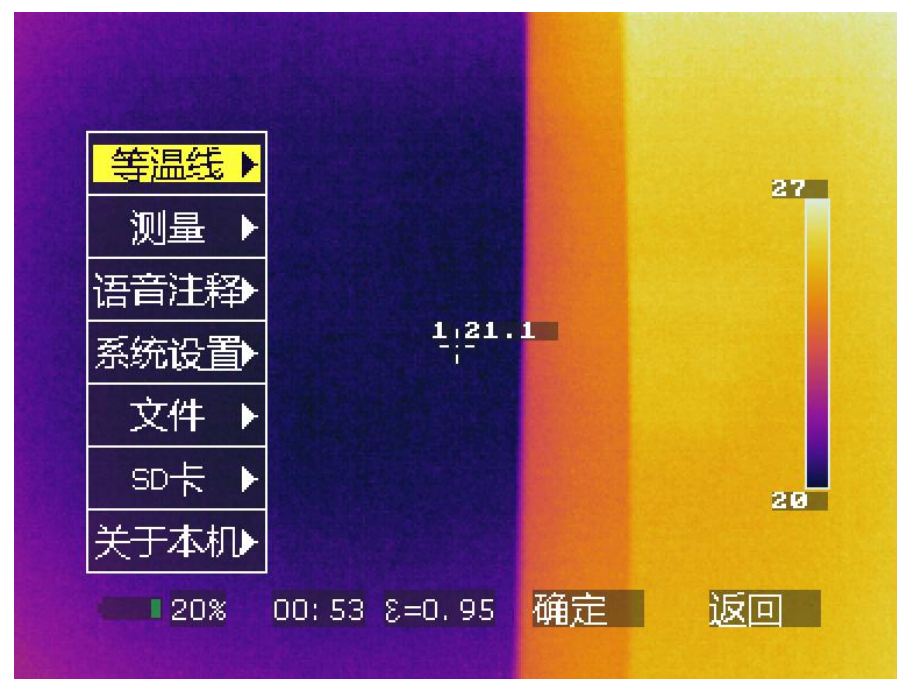 等温线
测量
语音注释
系统设置
文件
SD卡
关于本机
1 21.1
27
20
20% 00:53 ε=0.95 确定 返回